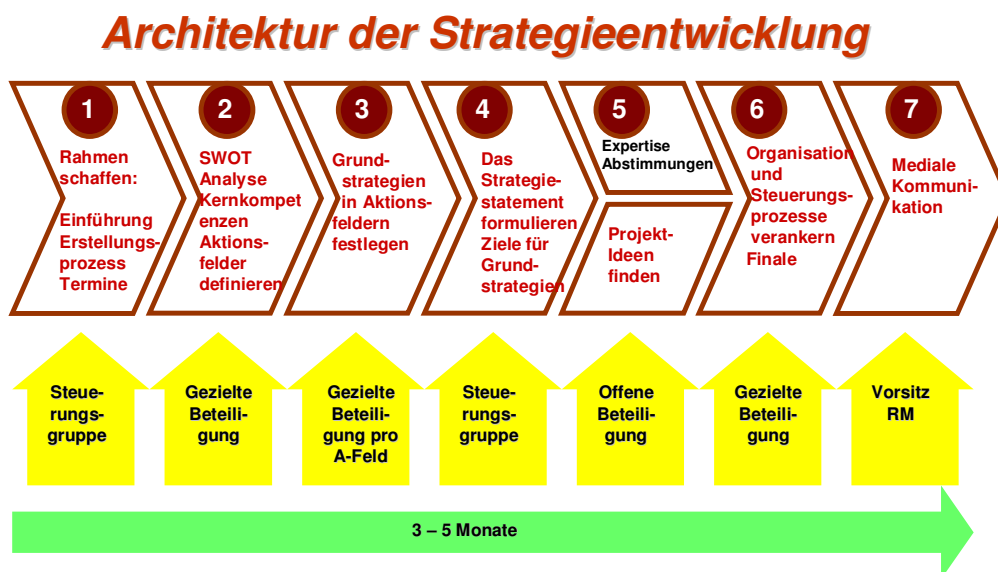 Architektur der Strategieentwicklung
1
Rahmen
schaffen:
Einführung
Erstellungs-
prozess
Termine
2
SWOT
Analyse
Kernkompet
enzen
Aktions-
felder
definieren
3
Grund-
strategien
in Aktions-
feldern
festlegen
4
Das
Strategie-
statement
formulieren
Ziele für
Grund-
strategien
5
Expertise
Abstimmungen
Projekt-
Ideen
finden
6
Organisation
und
Steuerungs-
prozesse
verankern
Finale
7
Mediale
Kommuni-
kation
Steue-
rungs-
gruppe
Gezielte
Beteili-
gung
Gezielte
Beteili-
gung pro
A-Feld
Steue-
rungs-
gruppe
Offene
Beteili-
gung
Gezielte
Beteili-
gung
Vorsitz
RM
3 – 5 Monate